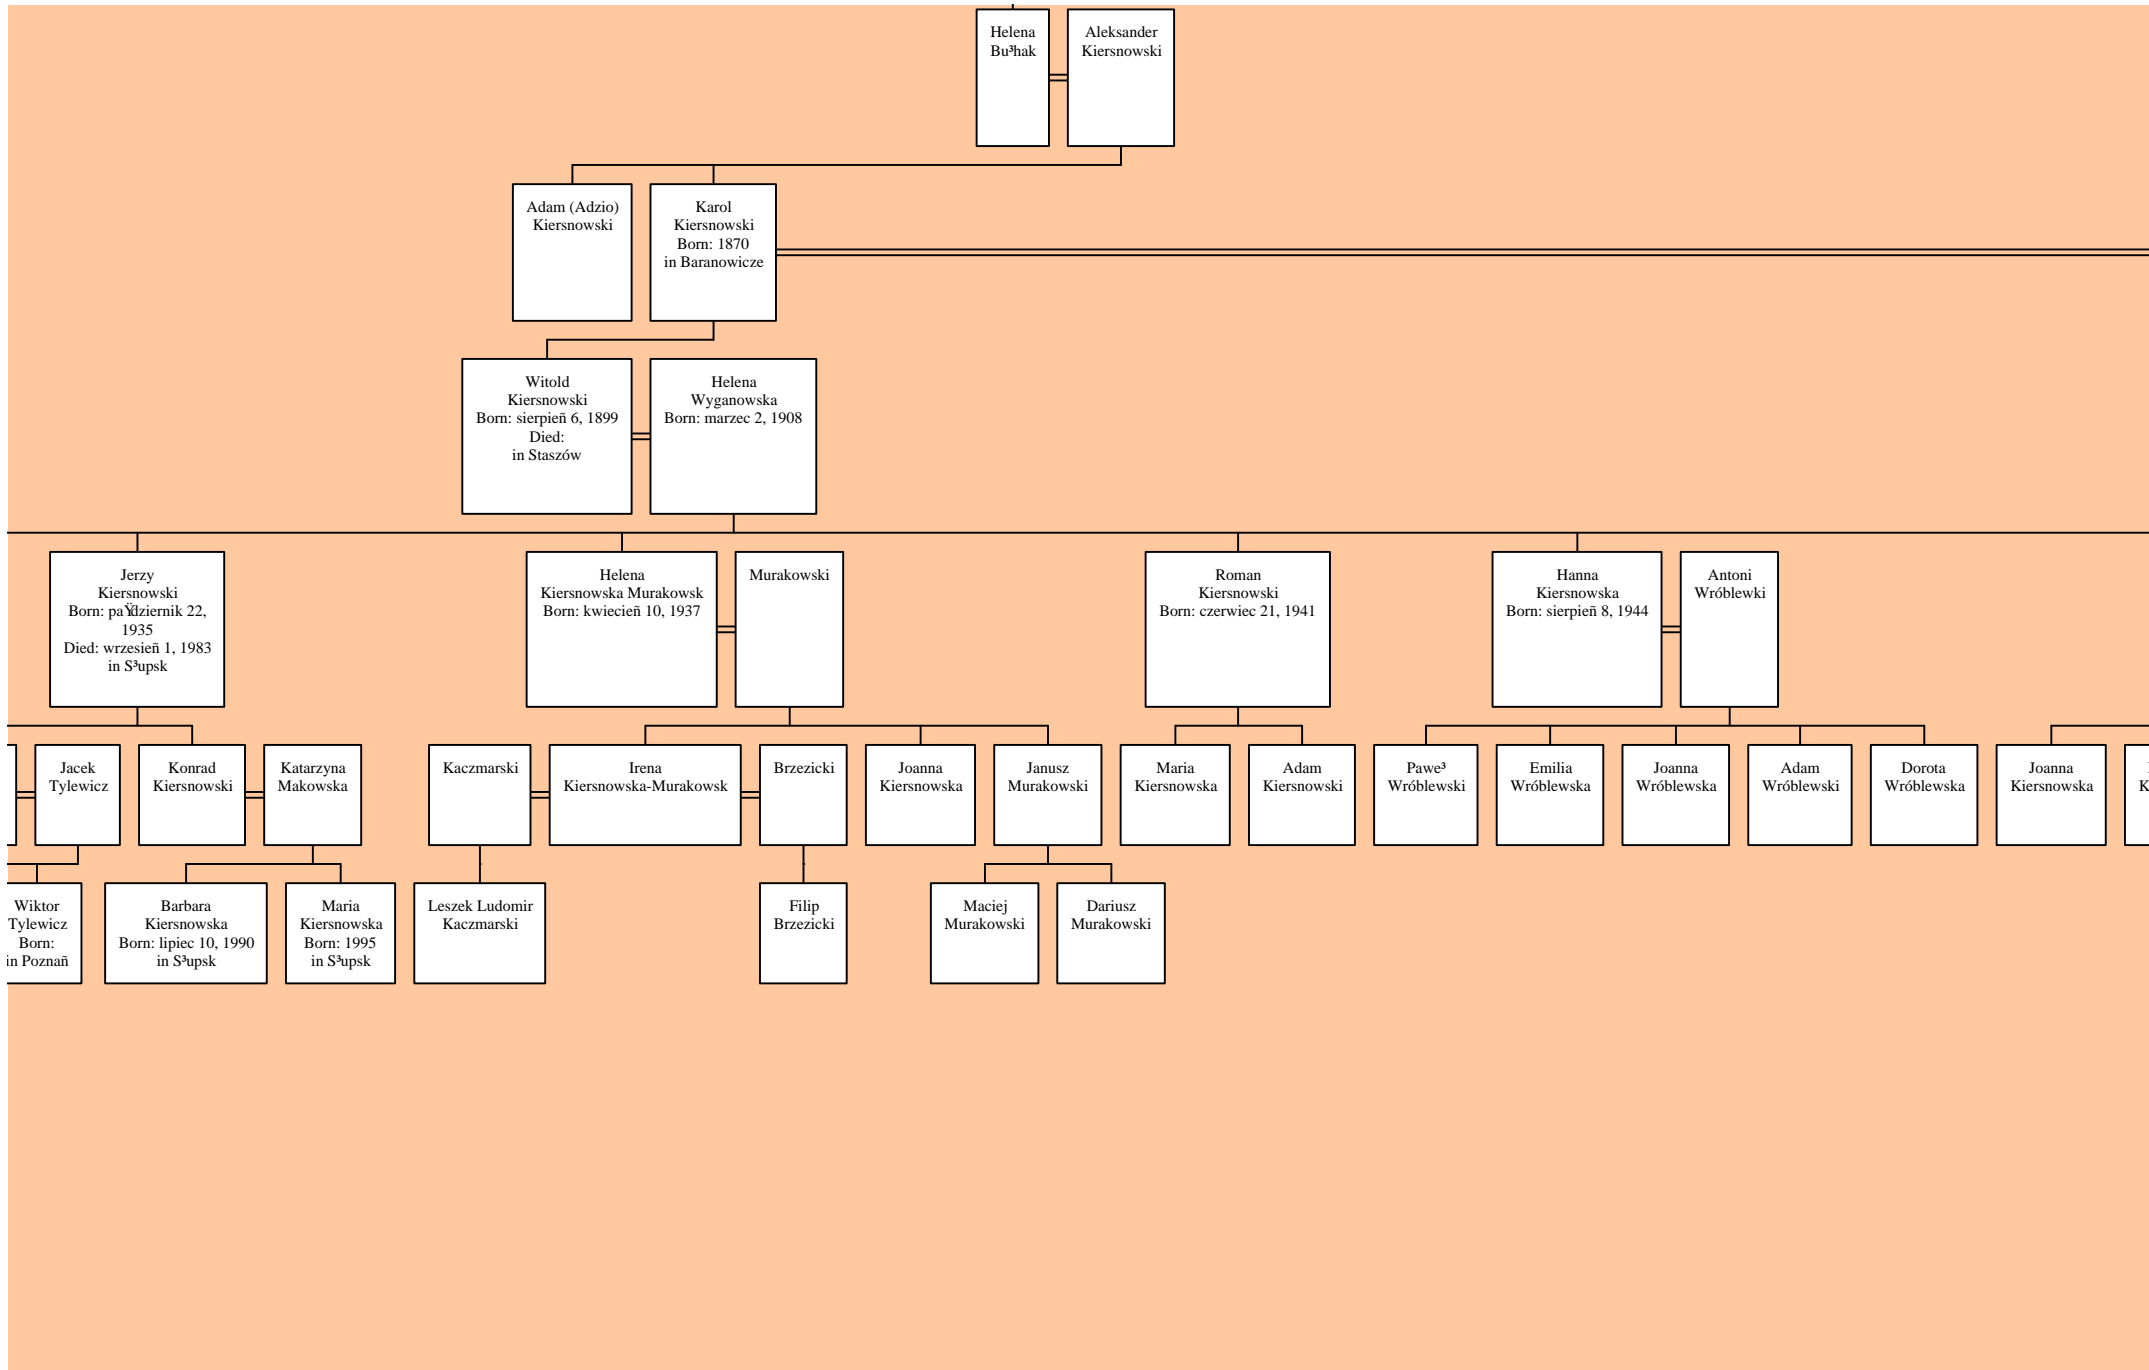 Helena
Bu³hak
Aleksander
Kiersnowski
Adam (Adzio)
Kiersnowski
Karol
Kiersnowski
Born: 1870
in Baranowicze
Witold
Kiersnowski
Born: sierpieñ 6, 1899
Died:
in Staszów
Helena
Wyganowska
Born: marzec 2, 1908
Jerzy
Kiersnowski
Born: paŸdziernik 22,
1935
Died: wrzesieñ 1, 1983
in S³upsk
Helena
Kiersnowska Murakowsk
Born: kwiecieñ 10, 1937
Murakowski
Roman
Kiersnowski
Born: czerwiec 21, 1941
Hanna
Kiersnowska
Born: sierpieñ 8, 1944
Antoni
Wróblewki
Jacek
Tylewicz
Konrad
Kiersnowski
Katarzyna
Makowska
Kaczmarski
Irena
Kiersnowska-Murakowsk
Brzezicki
Joanna
Kiersnowska
Janusz
Murakowski
Maria
Kiersnowska
Adam
Kiersnowski
Pawe³
Wróblewski
Emilia
Wróblewska
Joanna
Wróblewska
Adam
Wróblewski
Dorota
Wróblewska
Joanna
Kiersnowska
K
Wiktor
Tylewicz
Born:
in Poznañ
Barbara
Kiersnowska
Born: lipiec 10, 1990
in S³upsk
Maria
Kiersnowska
Born: 1995
in S³upsk
Leszek Ludomir
Kaczmarski
Filip
Brzezicki
Maciej
Murakowski
Dariusz
Murakowski